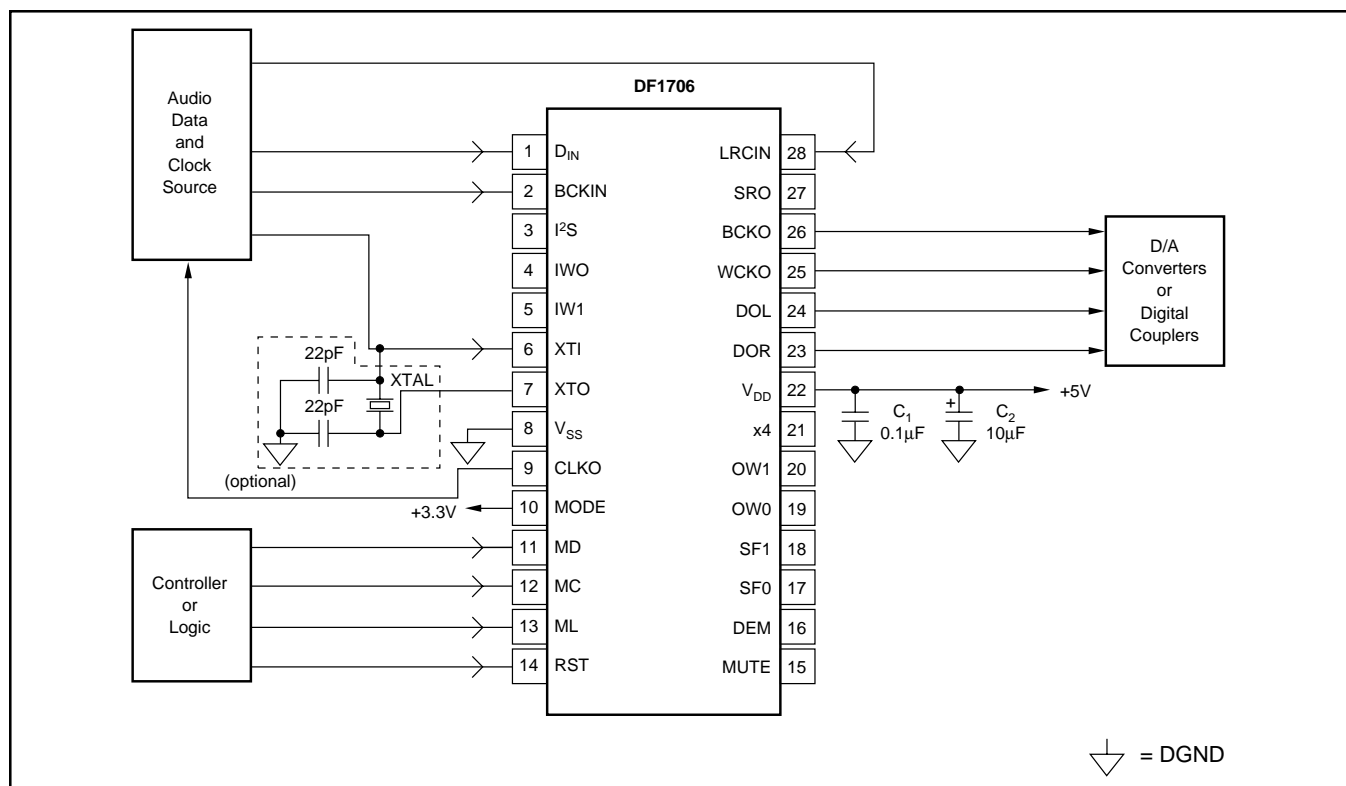 DF1706
Audio
Data
and
Clock
Source
1 D_IN
2 BCKIN
3 I²S
4 IWO
5 IW1
6 XTI
7 XTO
8 V_SS
9 CLKO
10 MODE
11 MD
12 MC
13 ML
14 RST
LRCIN 28
SRO 27
BCKO 26
WCKO 25
DOL 24
DOR 23
V_DD 22
x4 21
OW1 20
OW0 19
SF1 18
SF0 17
DEM 16
MUTE 15
22pF
XTAL
22pF
(optional)
+3.3V
Controller
or
Logic
D/A
Converters
or
Digital
Couplers
+5V
C₁
0.1μF
+
C₂
10μF
= DGND